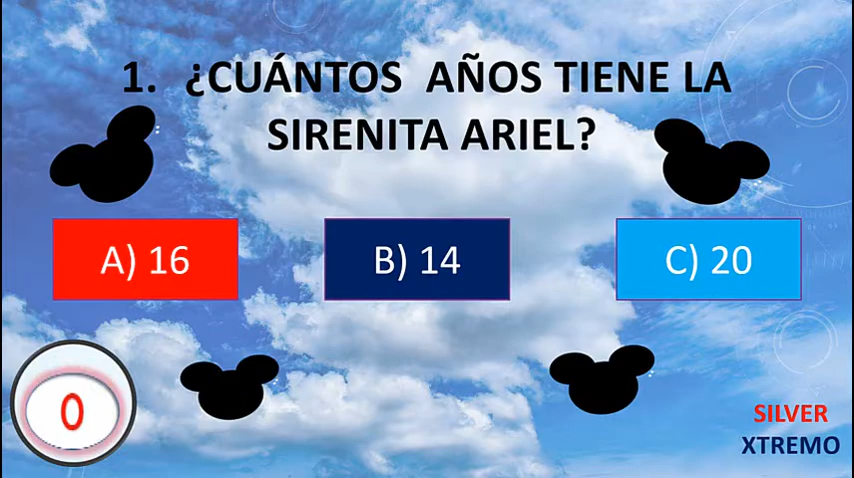 1. ¿CUÁNTOS AÑOS TIENE LA
SIRENITA ARIEL?
A) 16
B) 14
C) 20
0
SILVER
XTREMO